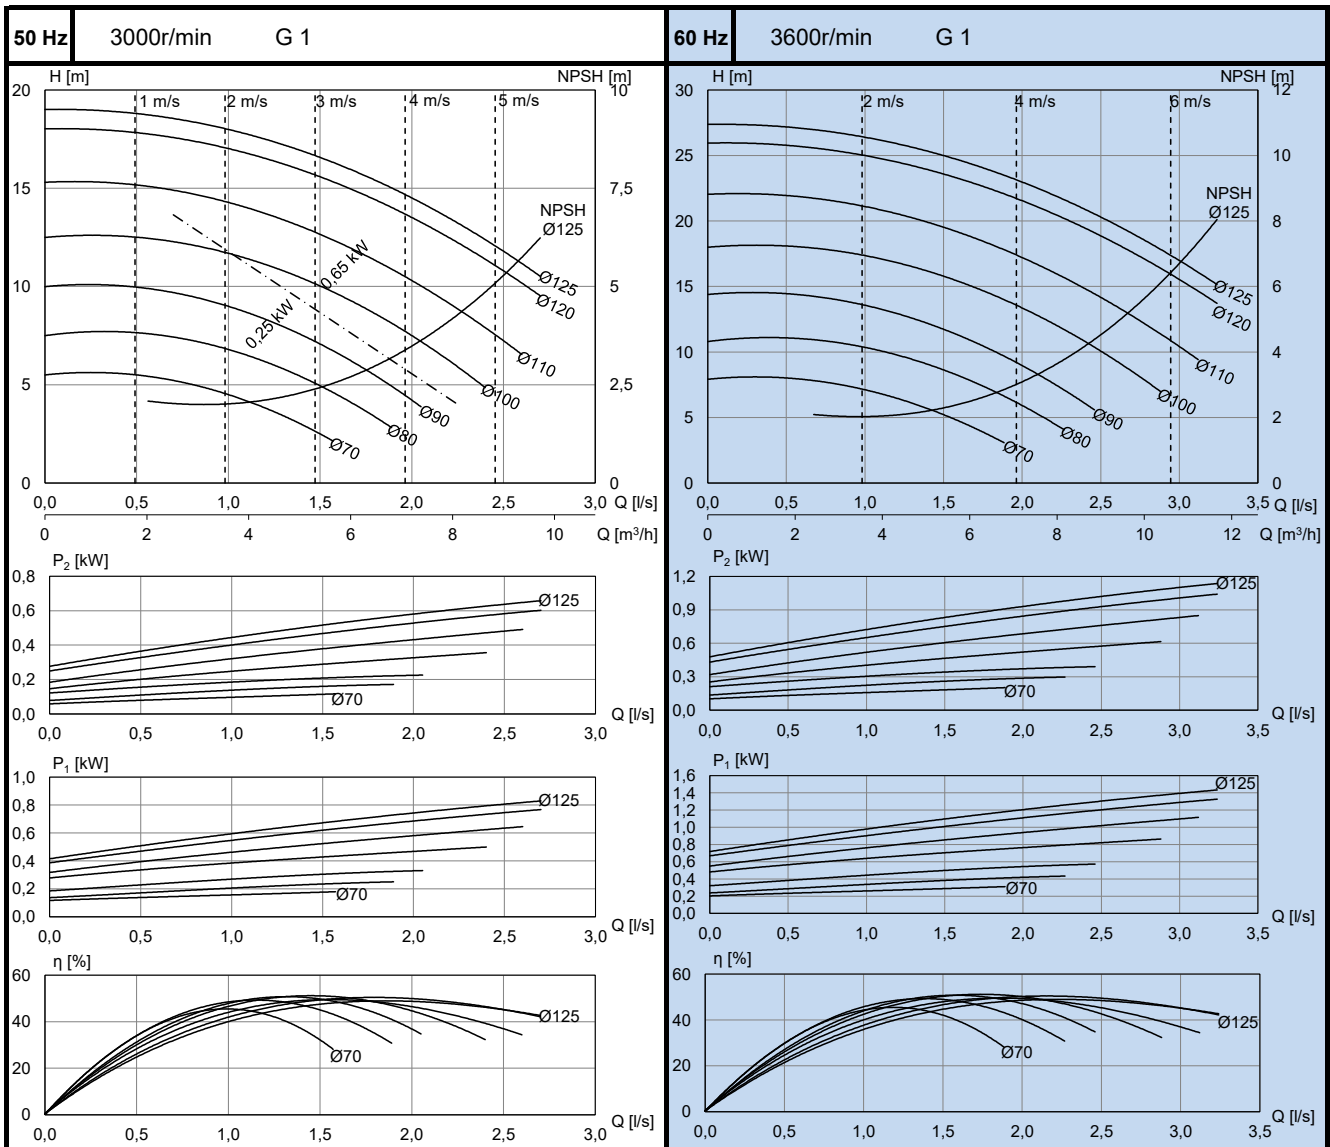 50 Hz 3000r/min G 1
H [m] NPSH [m]
20 1 m/s 2 m/s 3 m/s 4 m/s 5 m/s 10
15 7,5
NPSH
Ø125
0,65 kW
10 5
Ø125
Ø120
0,25 kW
Ø110
5 2,5
Ø100
Ø90
Ø80
Ø70
0 0
0,0 0,5 1,0 1,5 2,0 2,5 3,0 Q [l/s]
0 2 4 6 8 10 Q [m³/h]
P₂ [kW]
0,8
0,6 Ø125
0,4
0,2 Ø70
0,0 Q [l/s]
0,0 0,5 1,0 1,5 2,0 2,5 3,0
P₁ [kW]
1,0
0,8 Ø125
0,6
0,4
0,2 Ø70
0,0 Q [l/s]
0,0 0,5 1,0 1,5 2,0 2,5 3,0
η [%]
60
40 Ø125
20 Ø70
0 Q [l/s]
0,0 0,5 1,0 1,5 2,0 2,5 3,0
60 Hz 3600r/min G 1
H [m] NPSH [m]
30 2 m/s 4 m/s 6 m/s 12
25 10
NPSH
Ø125
20 8
15 6
Ø125
Ø120
10 4
Ø110
Ø100
5 2
Ø90
Ø80
Ø70
0 0
0,0 0,5 1,0 1,5 2,0 2,5 3,0 3,5 Q [l/s]
0 2 4 6 8 10 12 Q [m³/h]
P₂ [kW]
1,2 Ø125
0,9
0,6
0,3 Ø70
0,0 Q [l/s]
0,0 0,5 1,0 1,5 2,0 2,5 3,0 3,5
P₁ [kW]
1,6 Ø125
1,4
1,2
1,0
0,8
0,6
0,4 Ø70
0,2
0,0 Q [l/s]
0,0 0,5 1,0 1,5 2,0 2,5 3,0 3,5
η [%]
60
40 Ø125
20 Ø70
0 Q [l/s]
0,0 0,5 1,0 1,5 2,0 2,5 3,0 3,5